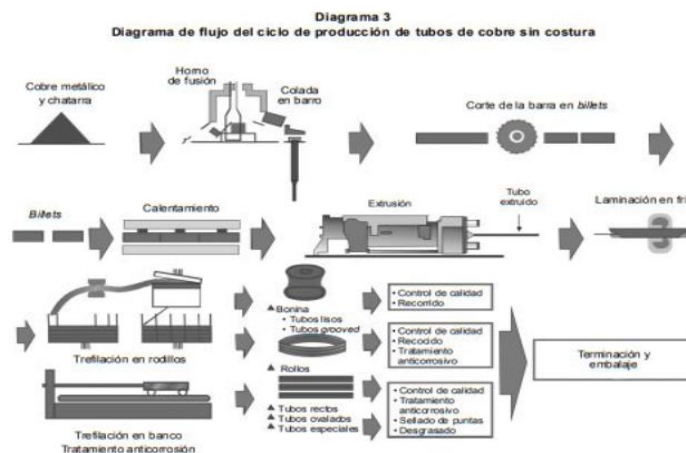 Diagrama 3
Diagrama de flujo del ciclo de producción de tubos de cobre sin costura
Cobre metálico
y chatarra
Horno
de fusión
Colada
en barro
Corte de la barra en billets
Billets
Calentamiento
Extrusión
Tubo
extruído
Laminación en frí
Trefilación en rodillos
Bonina
• Tubos lisos
• Tubos grooved
• Control de calidad
• Recorrido
Rollos
• Control de calidad
• Recocido
• Tratamiento
anticorrosivo
Terminación y
embalaje
Trefilación en banco
Tratamiento anticorrosión
Tubos rectos
Tubos ovalados
Tubos especiales
• Control de calidad
• Tratamiento
anticorrosivo
• Sellado de puntas
• Desgrasado